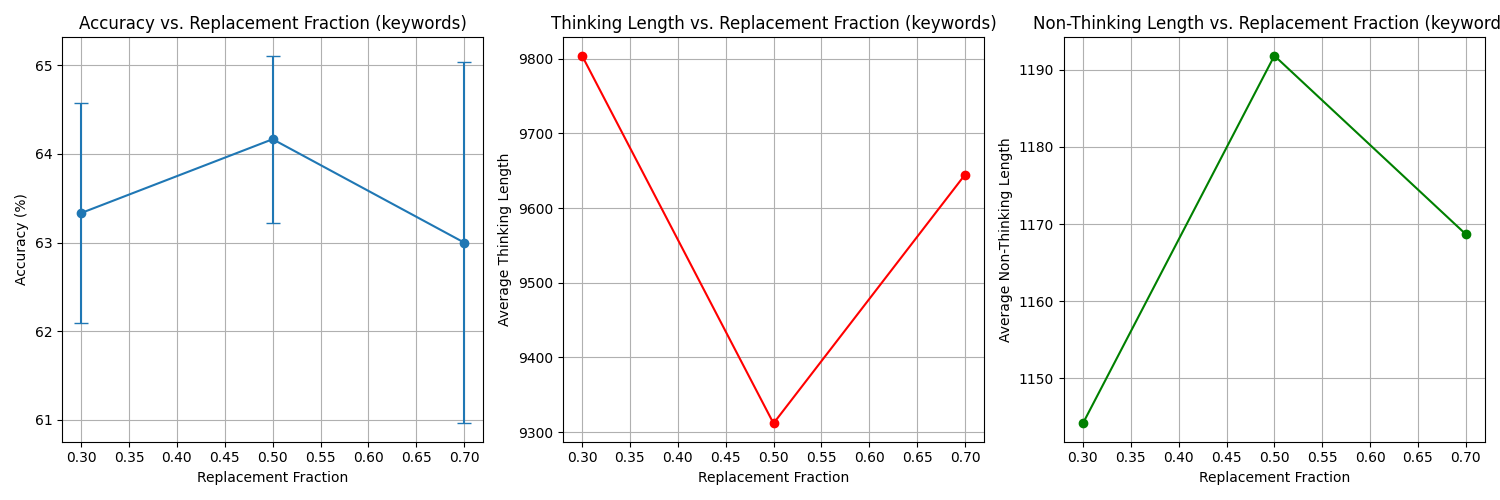 Accuracy vs. Replacement Fraction (keywords)
Accuracy (%)
65
64
63
62
61
0.30 0.35 0.40 0.45 0.50 0.55 0.60 0.65 0.70
Replacement Fraction
Thinking Length vs. Replacement Fraction (keywords)
Average Thinking Length
9800
9700
9600
9500
9400
9300
0.30 0.35 0.40 0.45 0.50 0.55 0.60 0.65 0.70
Replacement Fraction
Non-Thinking Length vs. Replacement Fraction (keyword
Average Non-Thinking Length
1190
1180
1170
1160
1150
0.30 0.35 0.40 0.45 0.50 0.55 0.60 0.65 0.70
Replacement Fraction